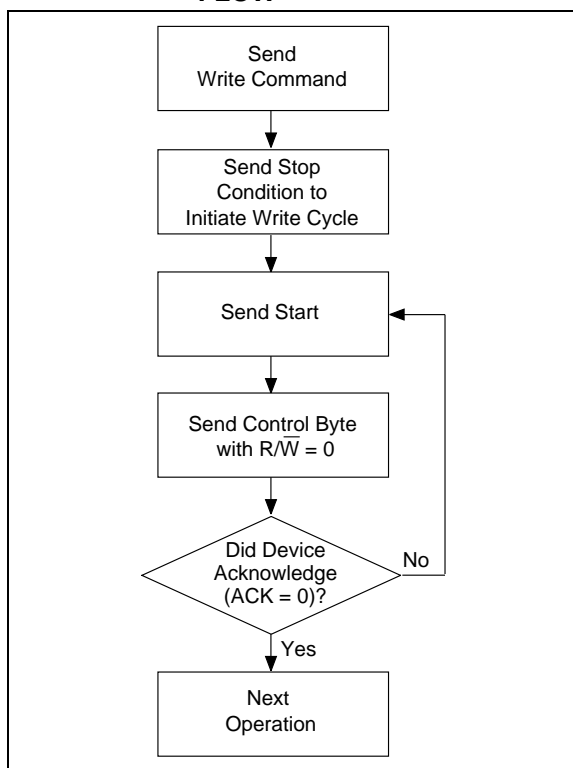 Send
Write Command
Send Stop
Condition to
Initiate Write Cycle
Send Start
Send Control Byte
with R/W̅ = 0
Did Device
Acknowledge
(ACK = 0)?
No
Yes
Next
Operation